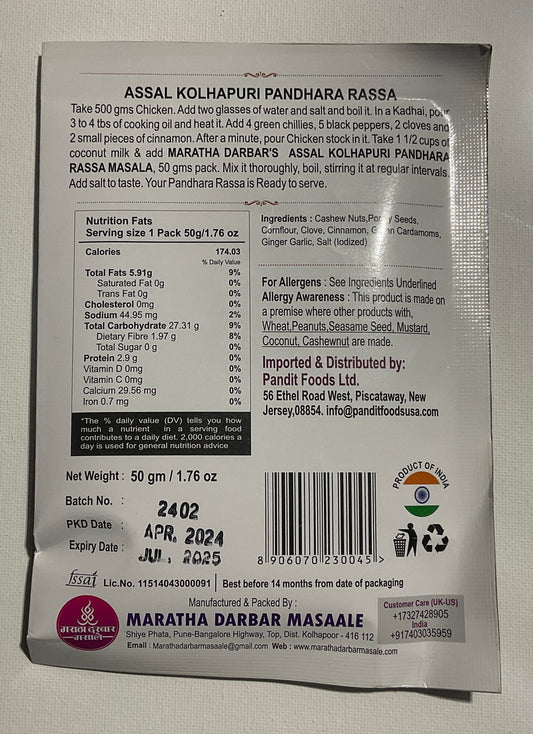 ASSAL KOLHAPURI PANDHARA RASSA
Take 500 gms Chicken. Add two glasses of water and salt and boil it. In a Kadhai, pour
3 to 4 tbs of cooking oil and heat it. Add 4 green chillies, 5 black peppers, 2 cloves and
2 small pieces of cinnamon. After a minute, pour Chicken stock in it. Take 1 1/2 cups of
coconut milk & add MARATHA DARBAR'S ASSAL KOLHAPURI PANDHARA
RASSA MASALA, 50 gms pack. Mix it thoroughly, boil, stirring it at regular intervals.
Add salt to taste. Your Pandhara Rassa is Ready to serve.
Nutrition Fats
Serving size 1 Pack 50g/1.76 oz
Calories 174.03
% Daily Value
Total Fats 5.91g 9%
Saturated Fat 0g 0%
Trans Fat 0g 0%
Cholesterol 0mg 0%
Sodium 44.95 mg 2%
Total Carbohydrate 27.31 g 9%
Dietary Fibre 1.97 g 8%
Total Sugar 0 g 0%
Protein 2.9 g 0%
Vitamin D 0mg 0%
Vitamin C 0mg 0%
Calcium 29.56 mg 0%
Iron 0.7 mg 0%
*The % daily value (DV) tells you how
much a nutrient in a serving food
contributes to a daily diet. 2,000 calories a
day is used for general nutrition advice
Ingredients : Cashew Nuts, Poppy Seeds,
Cornflour, Clove, Cinnamon, Green Cardamoms,
Ginger Garlic, Salt (Iodized)
For Allergens : See Ingredients Underlined
Allergy Awareness : This product is made on
a premise where other products with,
Wheat,Peanuts,Seasame Seed, Mustard,
Coconut, Cashewnut are made.
Imported & Distributed by:
Pandit Foods Ltd.
56 Ethel Road West, Piscataway, New
Jersey,08854. info@panditfoodsusa.com
Net Weight : 50 gm / 1.76 oz
Batch No. : 2402
PKD Date : APR. 2024
Expiry Date : JUL. 2025
8 906070 230045 >
PRODUCT OF INDIA
fssai Lic.No. 11514043000091 | Best before 14 months from date of packaging
मराठा दरबार
मसाले
Manufactured & Packed By :
MARATHA DARBAR MASAALE
Shiye Phata, Pune-Bangalore Highway, Top, Dist. Kolhapoor - 416 112
Email : Marathadarbarmasaale@gmail.com Web : www.marathadarbarmasale.com
Customer Care (UK-US)
+17327428905
India
+917403035959